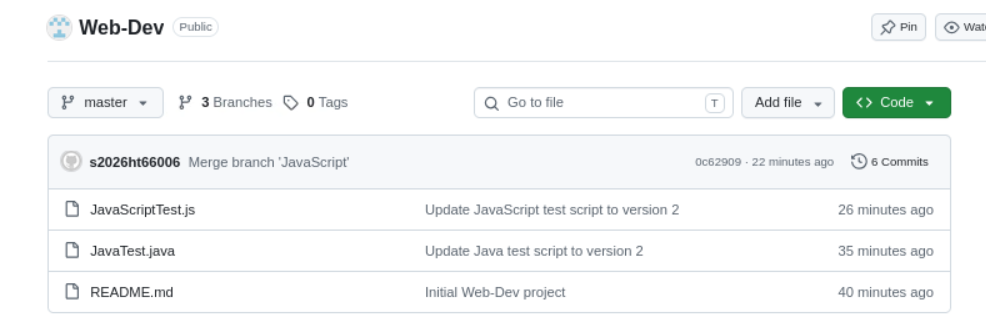 Web-Dev Public Pin Wat
master 3 Branches 0 Tags Go to file T Add file <> Code
s2026ht66006 Merge branch 'JavaScript' 0c62909 · 22 minutes ago 6 Commits
JavaScriptTest.js Update JavaScript test script to version 2 26 minutes ago
JavaTest.java Update Java test script to version 2 35 minutes ago
README.md Initial Web-Dev project 40 minutes ago